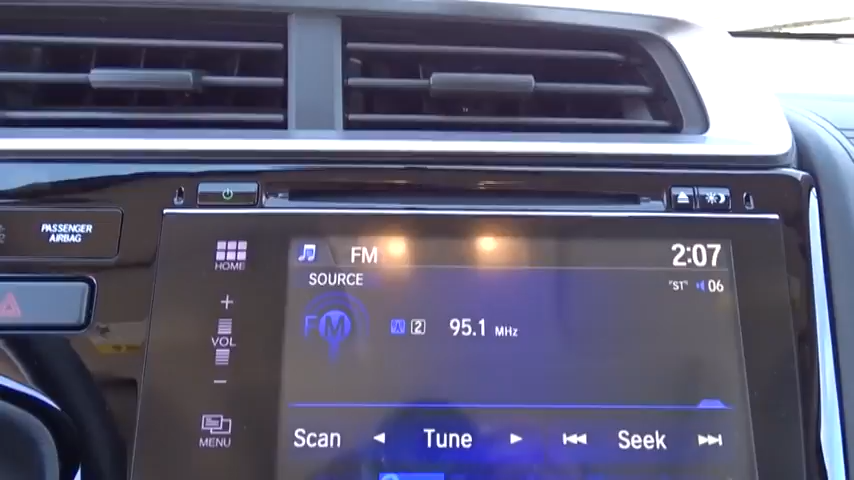 PASSENGER
AIRBAG
HOME
+
VOL
−
MENU
FM
2:07
SOURCE
"ST" 06
FM
2 95.1 MHz
Scan Tune Seek